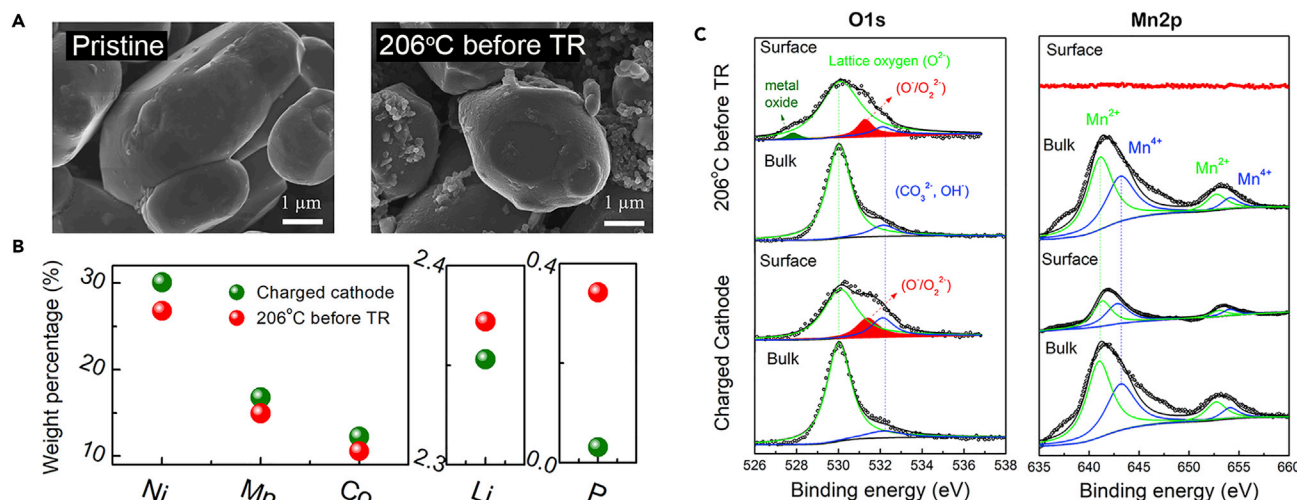 A
Pristine
1 μm
206°C before TR
1 μm
B
Weight percentage (%)
30
20
10
Charged cathode
206°C before TR
2.4
2.3
0.4
0.0
Ni
Mn
Co
Li
P
C
O1s
Mn2p
206°C before TR
Charged Cathode
Surface
Lattice oxygen (O²⁻)
metal
oxide
(O⁻/O₂²⁻)
Bulk
(CO₃²⁻, OH⁻)
Surface
(O⁻/O₂²⁻)
Bulk
526 528 530 532 534 536 538
Binding energy (eV)
Surface
Bulk
Mn²⁺
Mn⁴⁺
Mn²⁺
Mn⁴⁺
Surface
Bulk
635 640 645 650 655 660
Binding energy (eV)